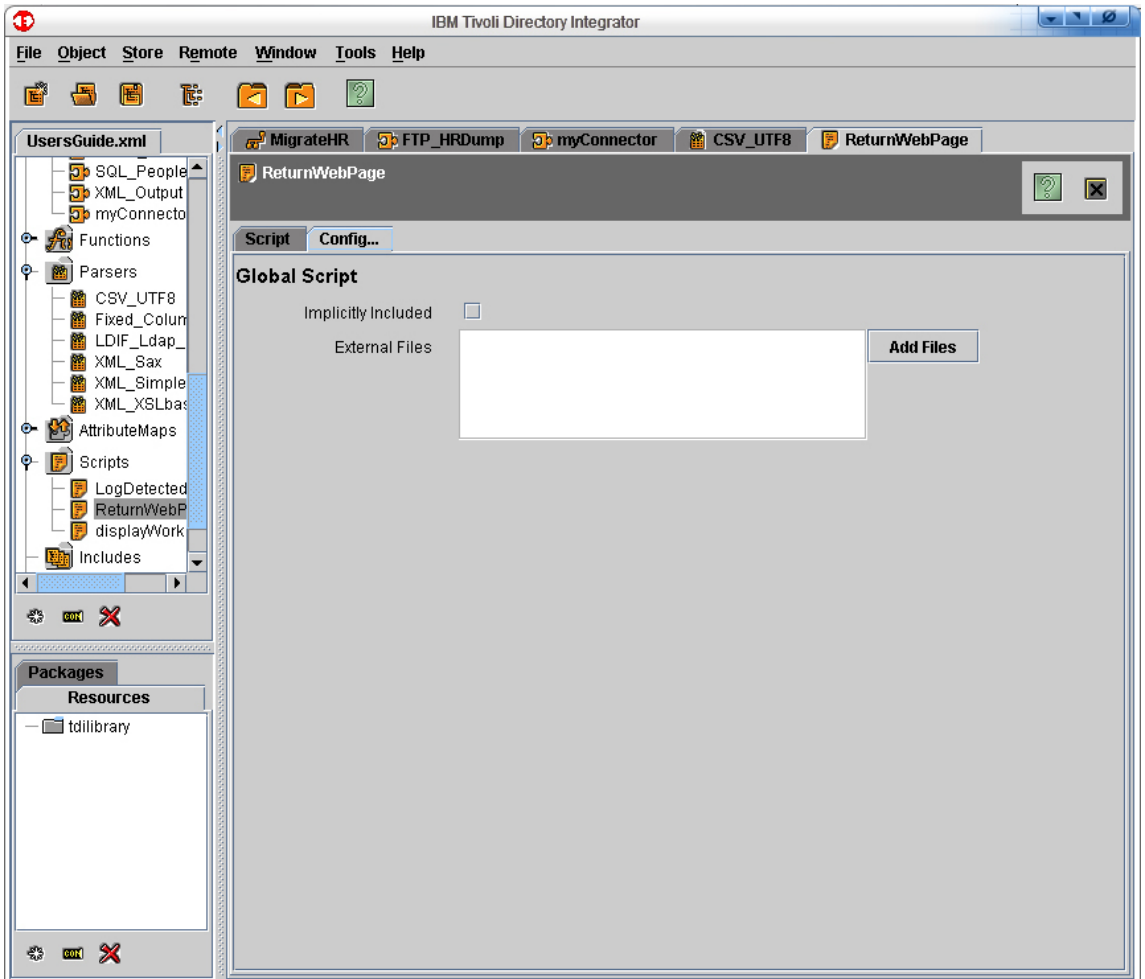 IBM Tivoli Directory Integrator
File Object Store Remote Window Tools Help
UsersGuide.xml
SQL_People
XML_Output
myConnecto
Functions
Parsers
CSV_UTF8
Fixed_Colum
LDIF_Ldap_
XML_Sax
XML_Simple
XML_XSLbas
AttributeMaps
Scripts
LogDetected
ReturnWebP
displayWork
Includes
CON
Packages
Resources
tdilibrary
CON
MigrateHR FTP_HRDump myConnector CSV_UTF8 ReturnWebPage
ReturnWebPage
Script Config...
Global Script
Implicitly Included
External Files
Add Files